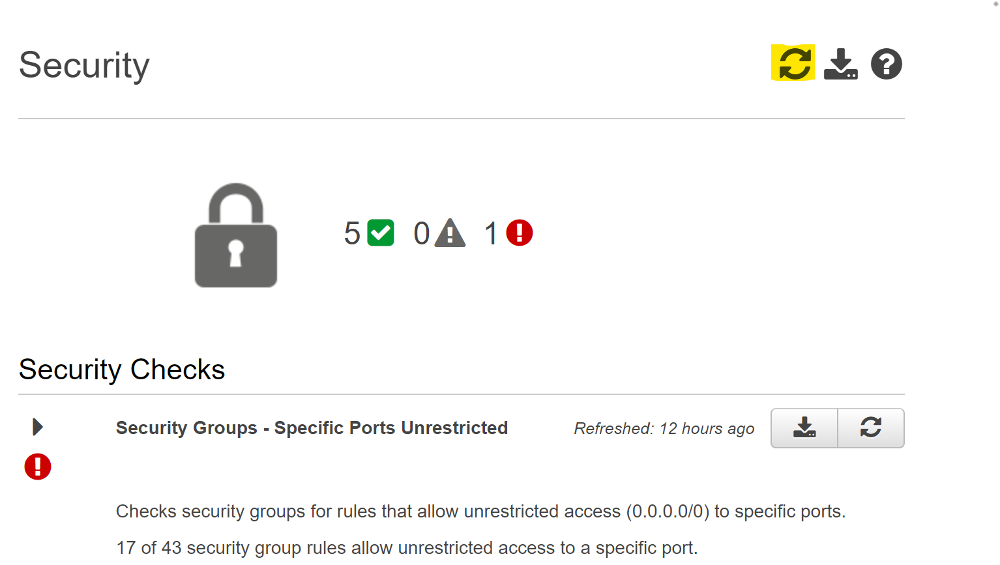 Security
5 0 1
Security Checks
Security Groups - Specific Ports Unrestricted Refreshed: 12 hours ago
Checks security groups for rules that allow unrestricted access (0.0.0.0/0) to specific ports.
17 of 43 security group rules allow unrestricted access to a specific port.